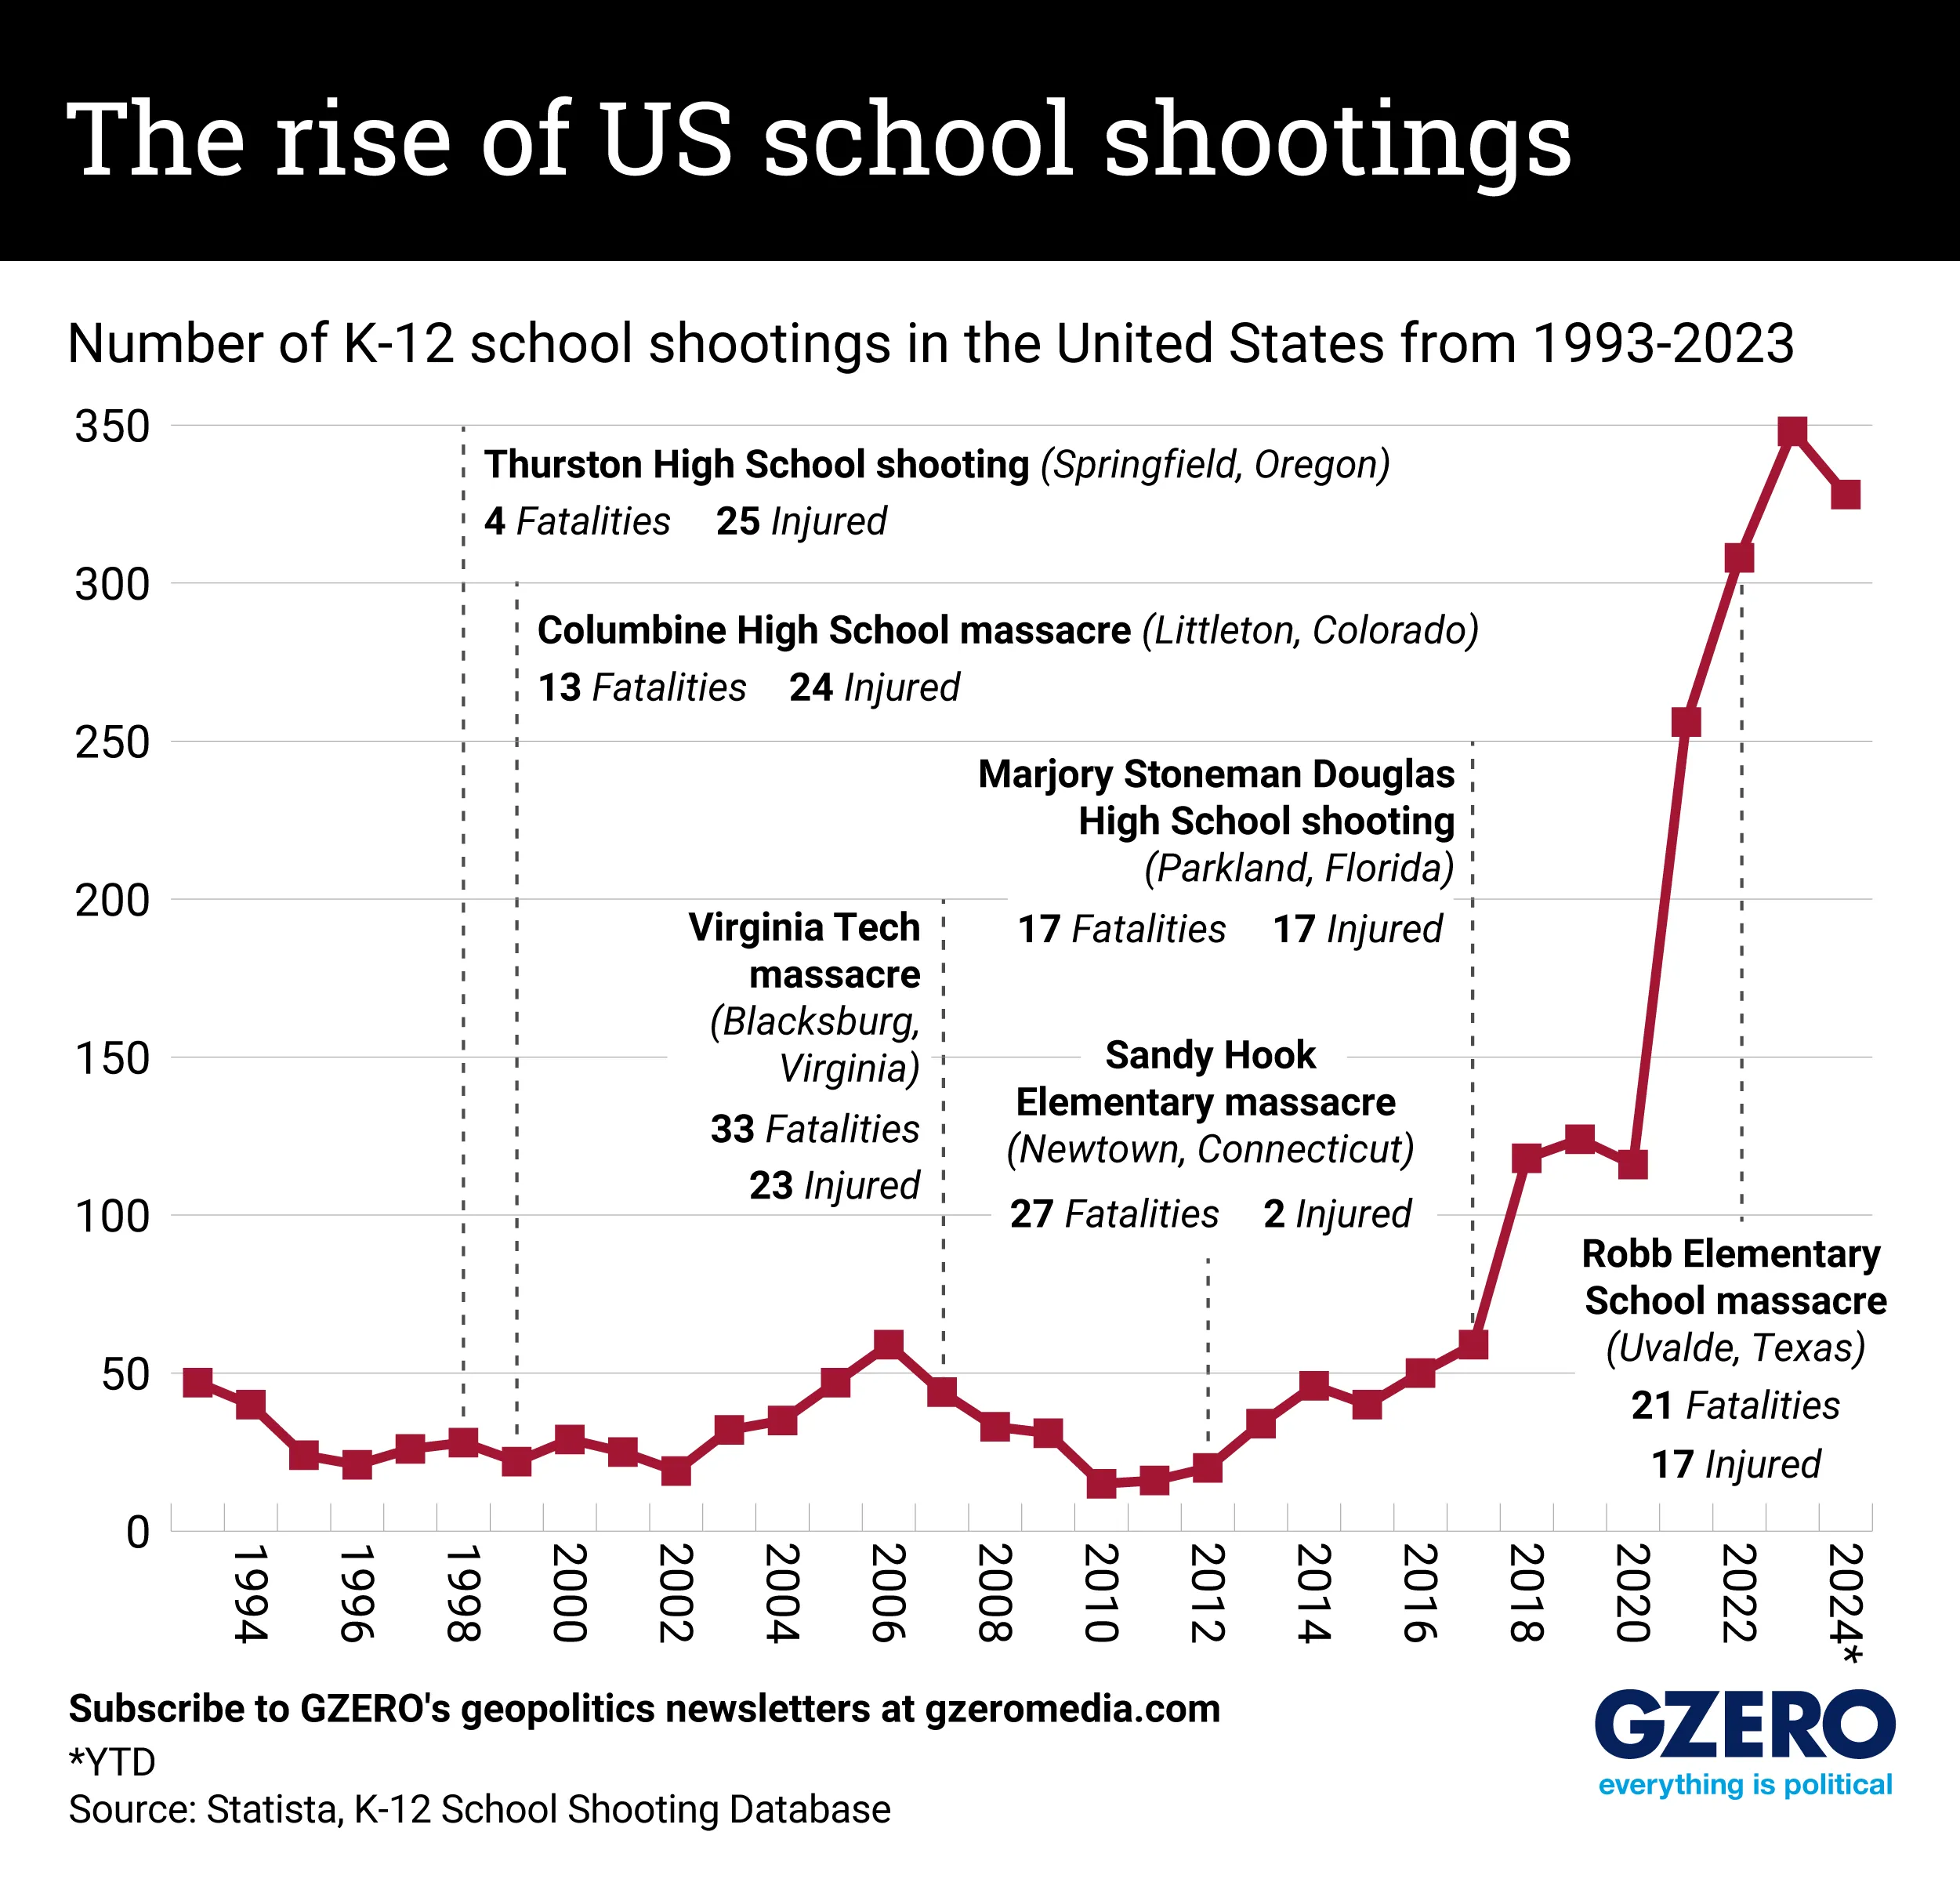 The rise of US school shootings
Number of K-12 school shootings in the United States from 1993-2023
350
Thurston High School shooting (Springfield, Oregon)
4 Fatalities 25 Injured
300
Columbine High School massacre (Littleton, Colorado)
13 Fatalities 24 Injured
250
Marjory Stoneman Douglas
High School shooting
(Parkland, Florida)
17 Fatalities 17 Injured
200
Virginia Tech
massacre
(Blacksburg,
Virginia)
33 Fatalities
23 Injured
150
Sandy Hook
Elementary massacre
(Newtown, Connecticut)
27 Fatalities 2 Injured
100
Robb Elementary
School massacre
(Uvalde, Texas)
21 Fatalities
17 Injured
50
0
1994
1996
1998
2000
2002
2004
2006
2008
2010
2012
2014
2016
2018
2020
2022
2024*
Subscribe to GZERO's geopolitics newsletters at gzeromedia.com
*YTD
Source: Statista, K-12 School Shooting Database
GZERO
everything is political